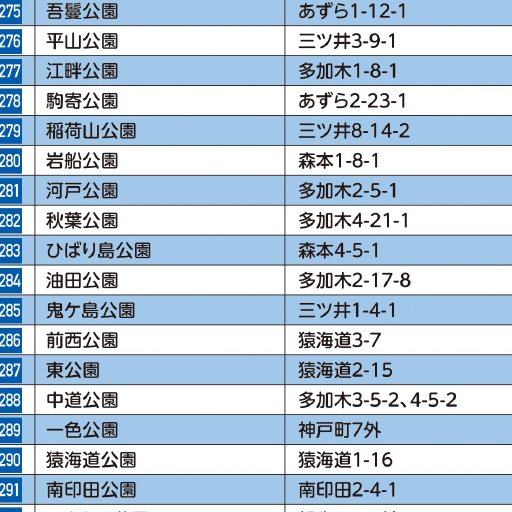 275 吾鬘公園 あずら1-12-1
276 平山公園 三ツ井3-9-1
277 江畔公園 多加木1-8-1
278 駒寄公園 あずら2-23-1
279 稲荷山公園 三ツ井8-14-2
280 岩船公園 森本1-8-1
281 河戸公園 多加木2-5-1
282 秋葉公園 多加木4-21-1
283 ひばり島公園 森本4-5-1
284 油田公園 多加木2-17-8
285 鬼ケ島公園 三ツ井1-4-1
286 前西公園 猿海道3-7
287 東公園 猿海道2-15
288 中道公園 多加木3-5-2、4-5-2
289 一色公園 神戸町7外
290 猿海道公園 猿海道1-16
291 南印田公園 南印田2-4-1